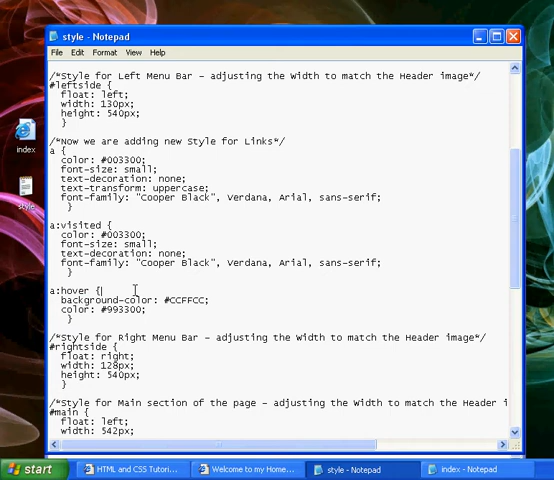 style - Notepad
File Edit Format View Help
/*Style for Left Menu Bar - adjusting the Width to match the Header image*/
#leftside {
float: left;
width: 130px;
height: 540px;
}
/*Now we are adding new Style for Links*/
a {
color: #003300;
font-size: small;
text-decoration: none;
text-transform: uppercase;
font-family: "Cooper Black", Verdana, Arial, sans-serif;
}
a:visited {
color: #003300;
font-size: small;
text-decoration: none;
font-family: "Cooper Black", Verdana, Arial, sans-serif;
}
a:hover {
background-color: #CCFFCC;
color: #993300;
}
/*Style for Right Menu Bar - adjusting the Width to match the Header image*/
#rightside {
float: right;
width: 128px;
height: 540px;
}
/*Style for Main section of the page - adjusting the Width to match the Header i
#main {
float: left;
width: 542px;
index
style
start
HTML and CSS Tutori...
Welcome to my Home...
style - Notepad
index - Notepad